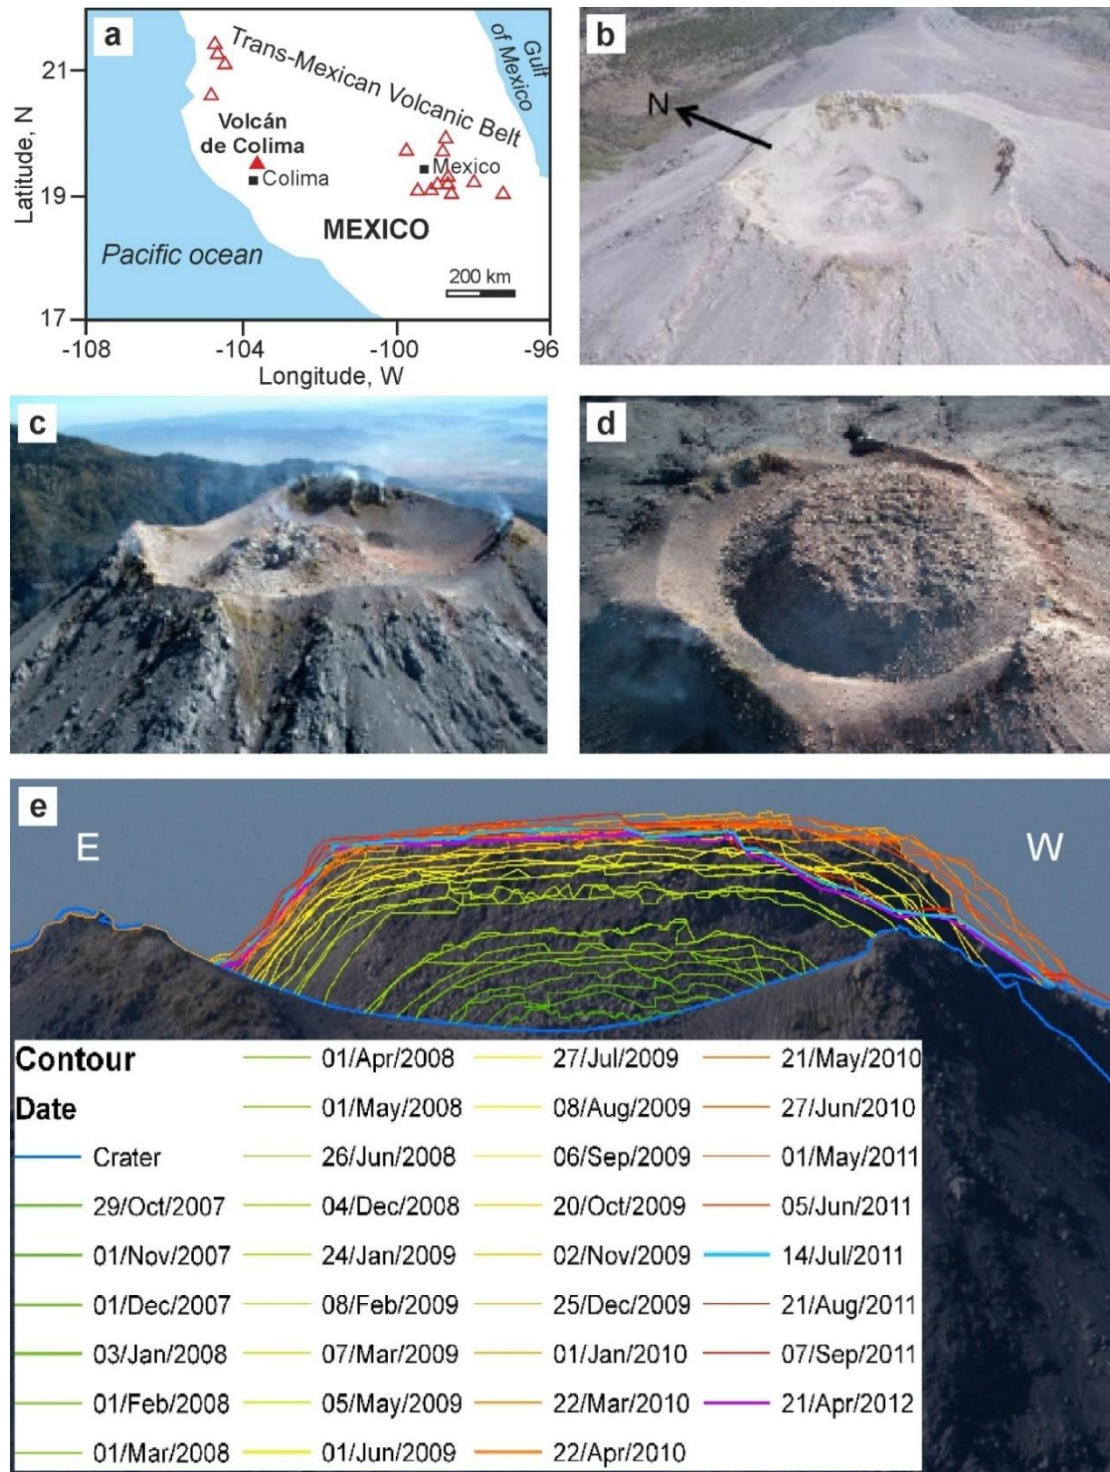 a
21
19
17
Latitude, N
-108
-104
-100
-96
Longitude, W
Trans-Mexican Volcanic Belt
Gulf
of Mexico
Volcán
de Colima
Colima
Mexico
MEXICO
Pacific ocean
200 km
b
N
c
d
e
E
W
Contour
Date
Crater
29/Oct/2007
01/Nov/2007
01/Dec/2007
03/Jan/2008
01/Feb/2008
01/Mar/2008
01/Apr/2008
01/May/2008
26/Jun/2008
04/Dec/2008
24/Jan/2009
08/Feb/2009
07/Mar/2009
05/May/2009
01/Jun/2009
27/Jul/2009
08/Aug/2009
06/Sep/2009
20/Oct/2009
02/Nov/2009
25/Dec/2009
01/Jan/2010
22/Mar/2010
22/Apr/2010
21/May/2010
27/Jun/2010
01/May/2011
05/Jun/2011
14/Jul/2011
21/Aug/2011
07/Sep/2011
21/Apr/2012